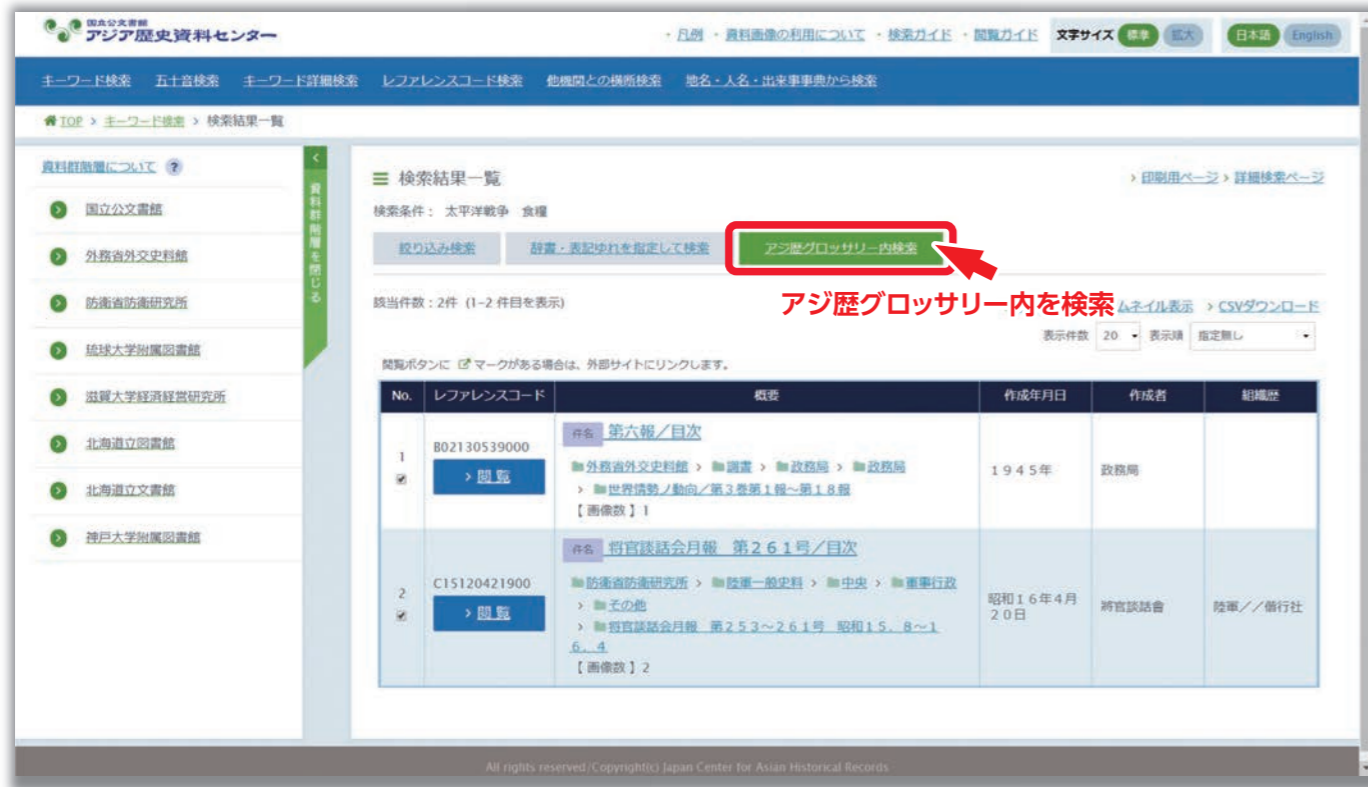 国立公文書館
アジア歴史資料センター
・凡例 ・資料画像の利用について ・検索ガイド ・閲覧ガイド 文字サイズ 標準 拡大 日本語 English
キーワード検索 五十音検索 キーワード詳細検索 レファレンスコード検索 他機関との横断検索 地名・人名・出来事事典から検索
TOP > キーワード検索 > 検索結果一覧
資料群階層について ?
国立公文書館
外務省外交史料館
防衛省防衛研究所
琉球大学附属図書館
滋賀大学経済経営研究所
北海道立図書館
北海道立文書館
神戸大学附属図書館
資料群階層を閉じる
検索結果一覧
> 印刷用ページ > 詳細検索ページ
検索条件： 太平洋戦争 食糧
絞り込み検索 辞書・表記ゆれを指定して検索 アジ歴グロッサリー内検索
アジ歴グロッサリー内を検索
該当件数：2件 (1-2 件目を表示)
ムネイル表示 > CSVダウンロード
表示件数 20 表示順 指定無し
閲覧ボタンに マークがある場合は、外部サイトにリンクします。
No. レファレンスコード 概要 作成年月日 作成者 組織歴
1
B02130539000
> 閲覧
件名 第六報／目次
外務省外交史料館 > 調書 > 政務局 > 政務局
> 世界情勢ノ動向／第３巻第１報～第１８報
【画像数】1
１９４５年
政務局
2
C15120421900
> 閲覧
件名 将官談話会月報 第２６１号／目次
防衛省防衛研究所 > 陸軍一般史料 > 中央 > 軍事行政
> その他
> 将官談話会月報 第２５３～２６１号 昭和１５．８～１
６．４
【画像数】2
昭和１６年４月
２０日
將官談話會
陸軍／／偕行社
All rights reserved/Copyright(c) Japan Center for Asian Historical Records